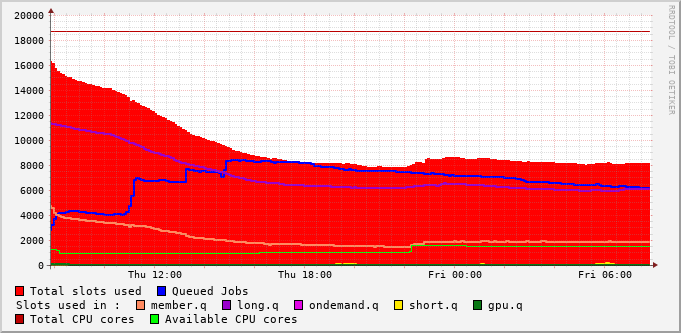 20000
18000
16000
14000
12000
10000
8000
6000
4000
2000
0
Thu 12:00 Thu 18:00 Fri 00:00 Fri 06:00
RRDTOOL / TOBI OETIKER
Total slots used Queued Jobs
Slots used in : member.q long.q ondemand.q short.q gpu.q
Total CPU cores Available CPU cores